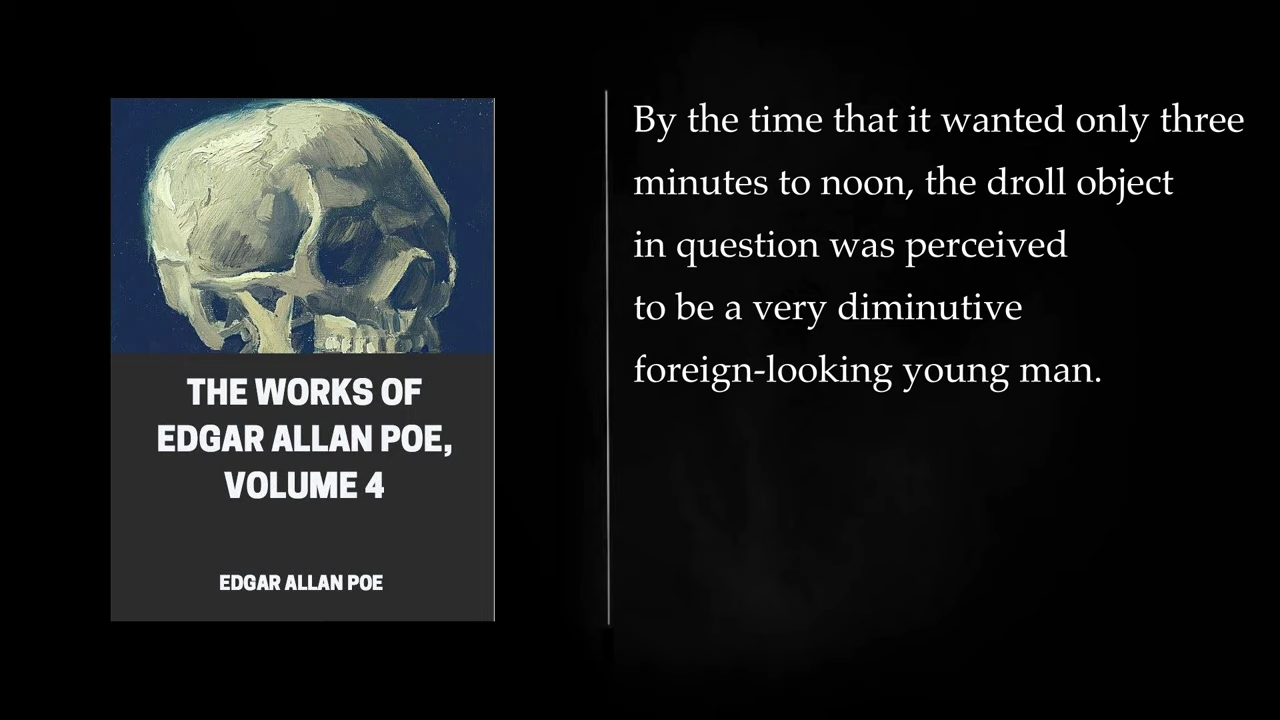 THE WORKS OF
EDGAR ALLAN POE,
VOLUME 4
EDGAR ALLAN POE
By the time that it wanted only three
minutes to noon, the droll object
in question was perceived
to be a very diminutive
foreign-looking young man.